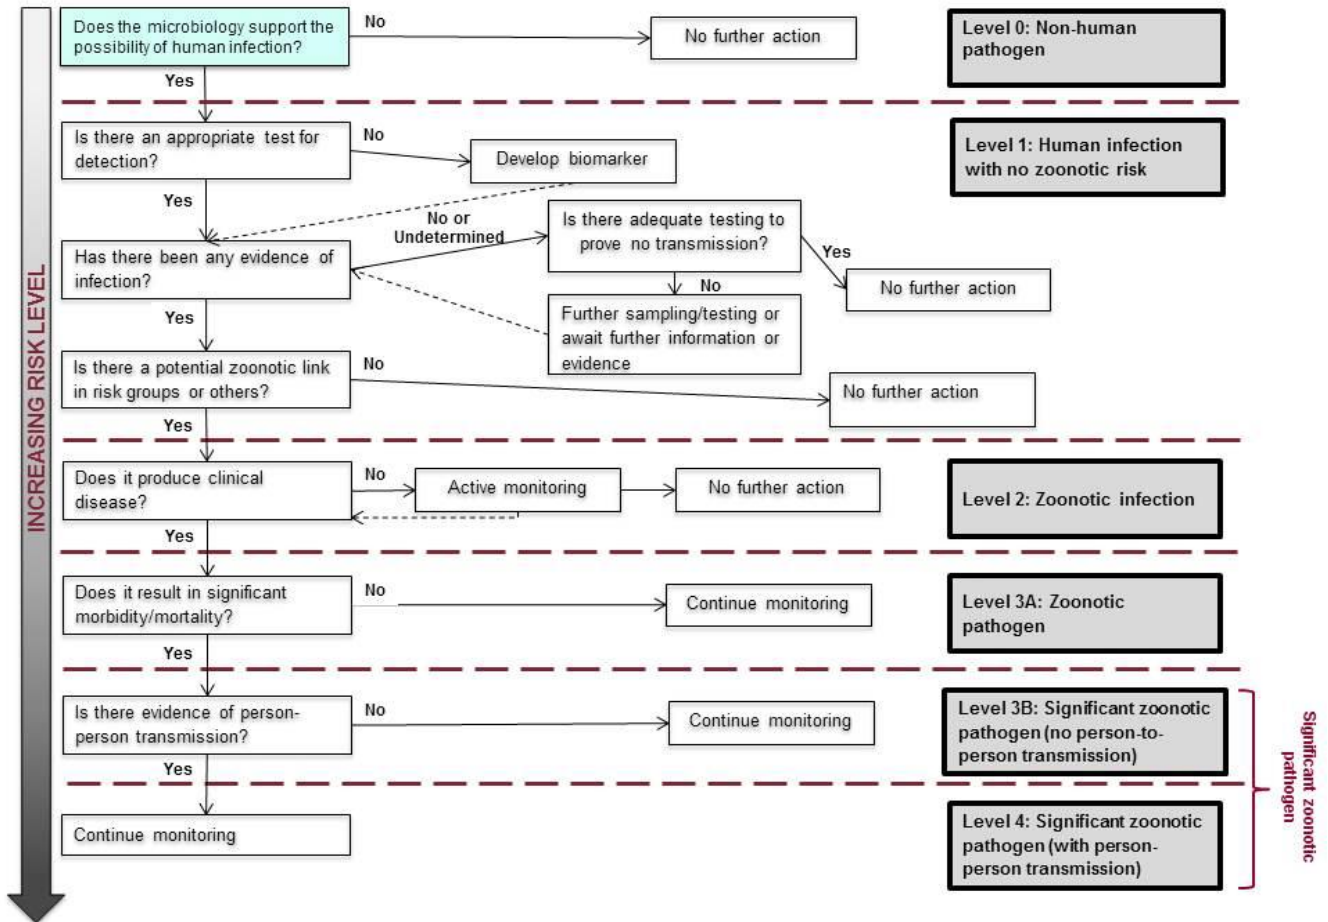 Does the microbiology support the
possibility of human infection?
No
No further action
Level 0: Non-human
pathogen
Yes
Is there an appropriate test for
detection?
No
Develop biomarker
Level 1: Human infection
with no zoonotic risk
Yes
Has there been any evidence of
infection?
No or
Undetermined
Is there adequate testing to
prove no transmission?
Yes
No further action
No
Further sampling/testing or
await further information or
evidence
Yes
Is there a potential zoonotic link
in risk groups or others?
No
No further action
Yes
Does it produce clinical
disease?
No
Active monitoring
No further action
Level 2: Zoonotic infection
Yes
Does it result in significant
morbidity/mortality?
No
Continue monitoring
Level 3A: Zoonotic
pathogen
Yes
Is there evidence of person-
person transmission?
No
Continue monitoring
Level 3B: Significant zoonotic
pathogen (no person-to-
person transmission)
Yes
Continue monitoring
Level 4: Significant zoonotic
pathogen (with person-
person transmission)
Significant zoonotic
pathogen
INCREASING RISK LEVEL